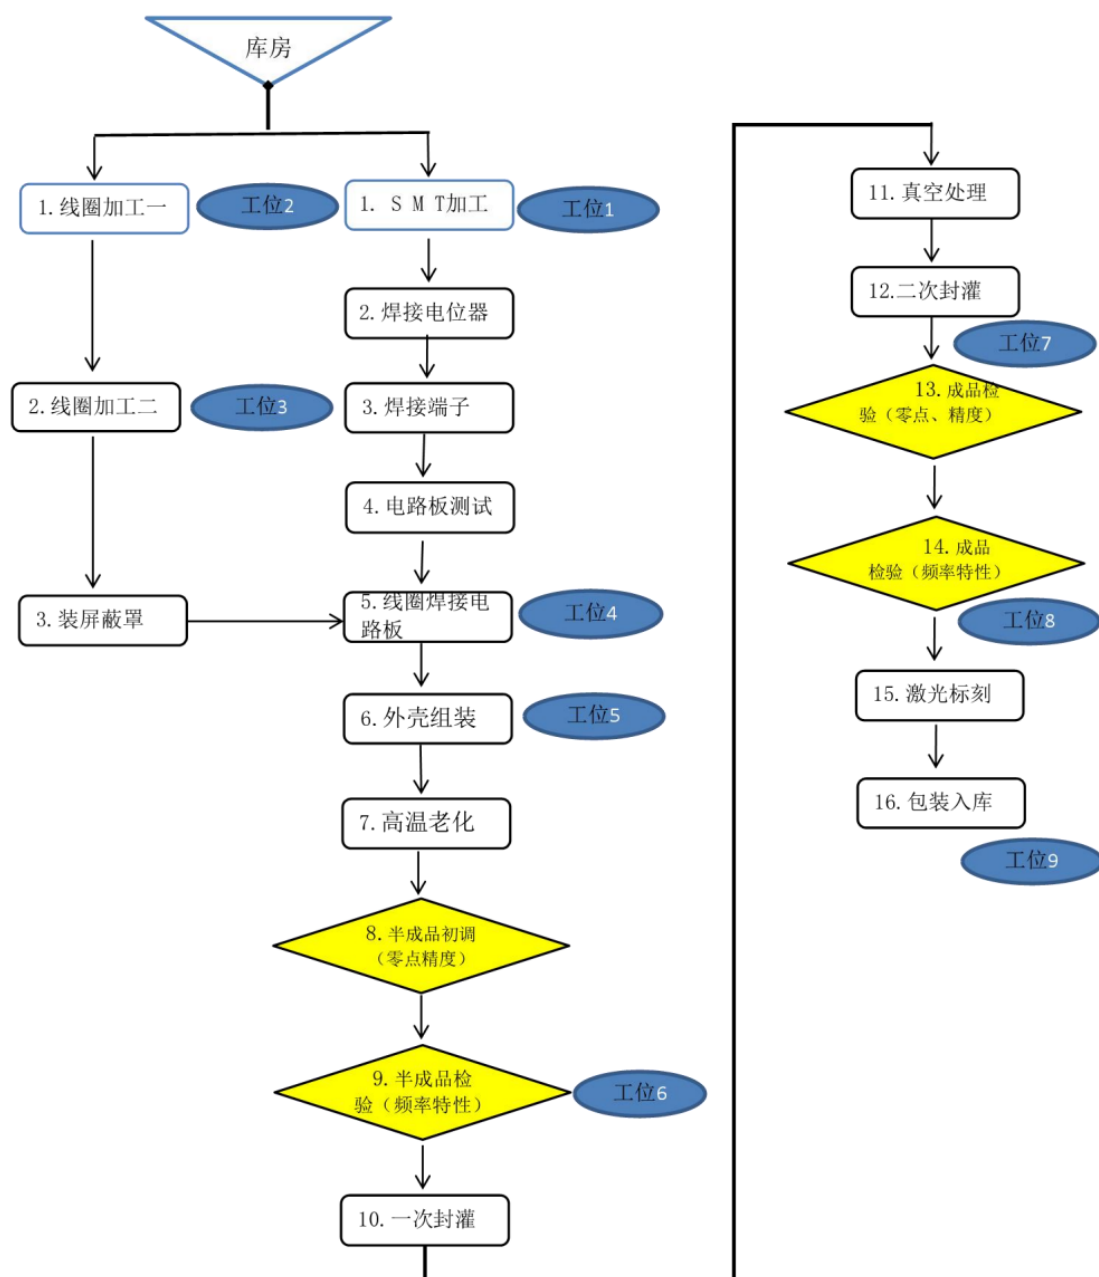 库房
1.线圈加工一
工位2
1. S M T加工
工位1
2.焊接电位器
2.线圈加工二
工位3
3.焊接端子
4.电路板测试
3.装屏蔽罩
5.线圈焊接电
路板
工位4
6.外壳组装
工位5
7.高温老化
8.半成品初调
（零点精度）
9.半成品检
验（频率特性）
工位6
10.一次封灌
11.真空处理
12.二次封灌
工位7
13.成品检
验（零点、精度）
14.成品
检验（频率特性）
工位8
15.激光标刻
16.包装入库
工位9